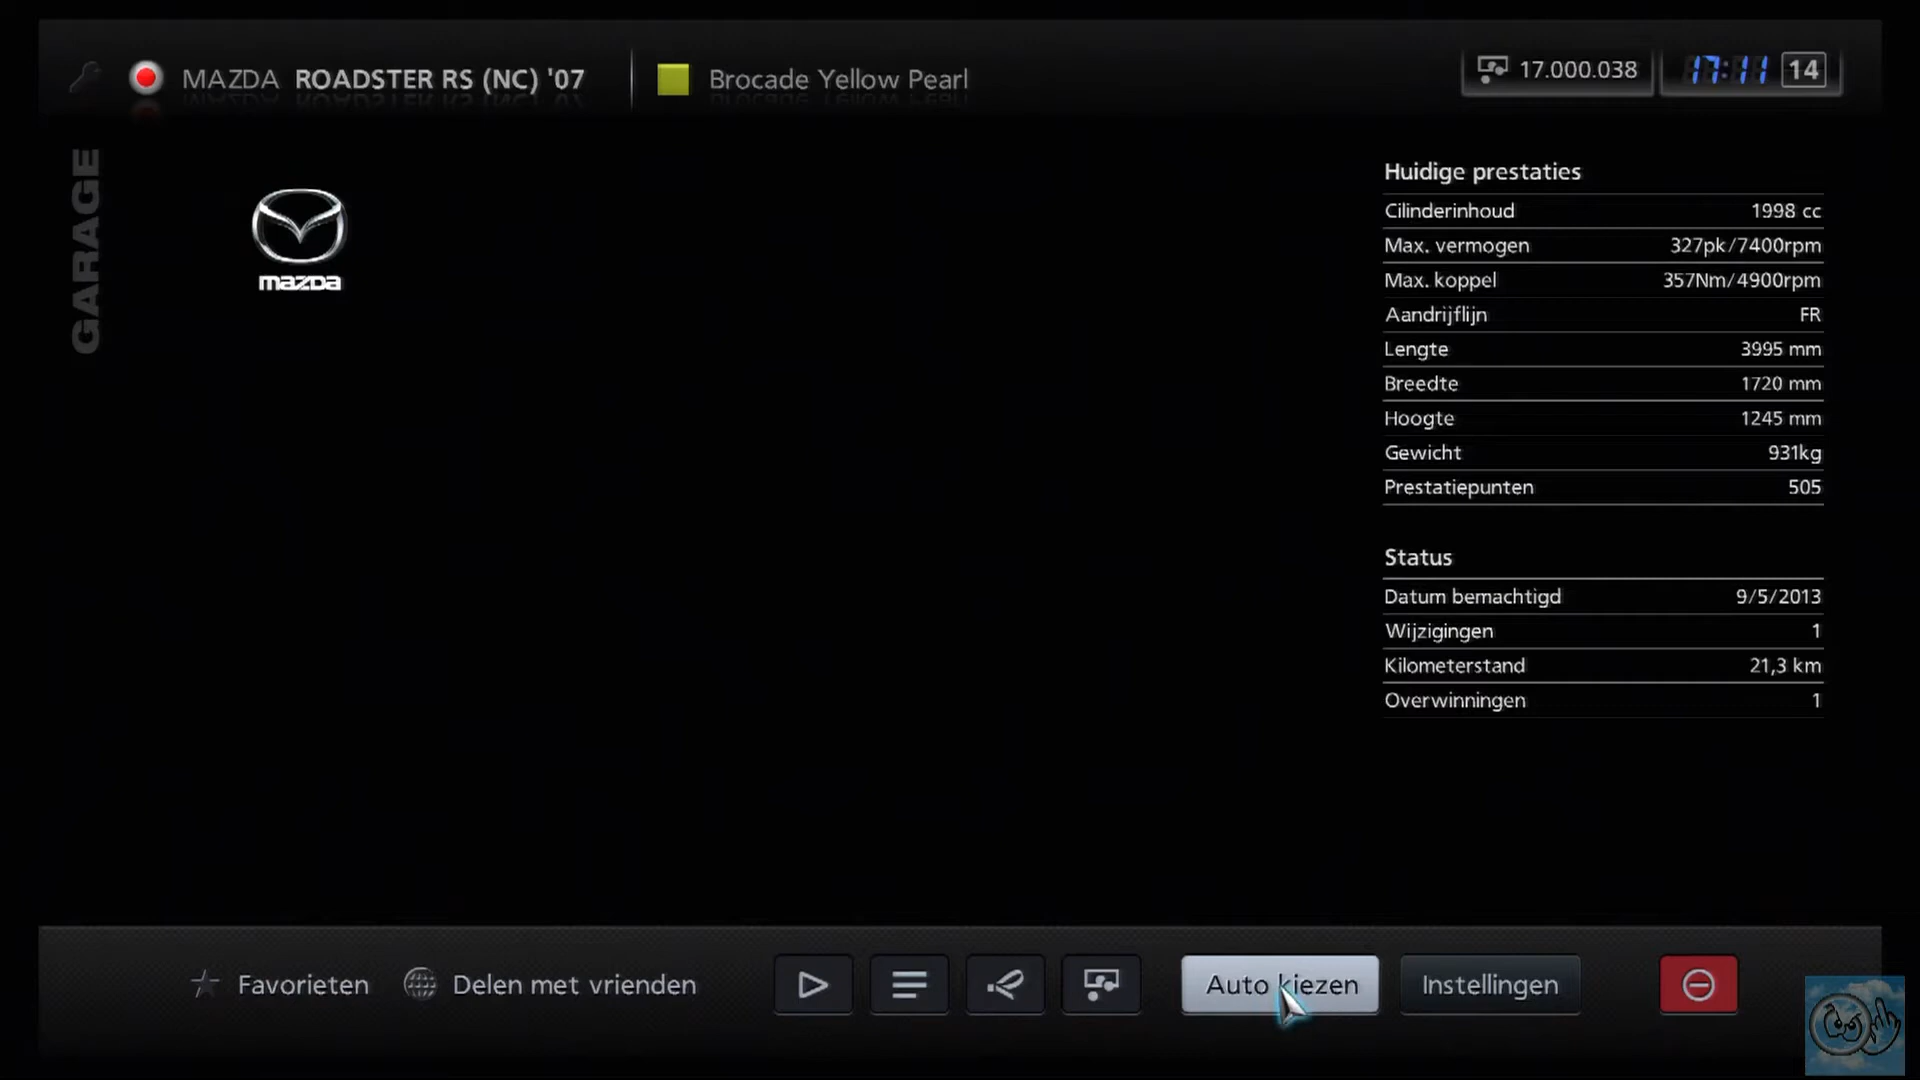 MAZDA ROADSTER RS (NC) '07
Brocade Yellow Pearl
17.000.038
17:11 14
GARAGE
mazda
Huidige prestaties
Cilinderinhoud 1998 cc
Max. vermogen 327pk/7400rpm
Max. koppel 357Nm/4900rpm
Aandrijflijn FR
Lengte 3995 mm
Breedte 1720 mm
Hoogte 1245 mm
Gewicht 931kg
Prestatiepunten 505
Status
Datum bemachtigd 9/5/2013
Wijzigingen 1
Kilometerstand 21,3 km
Overwinningen 1
Favorieten
Delen met vrienden
Auto kiezen
Instellingen